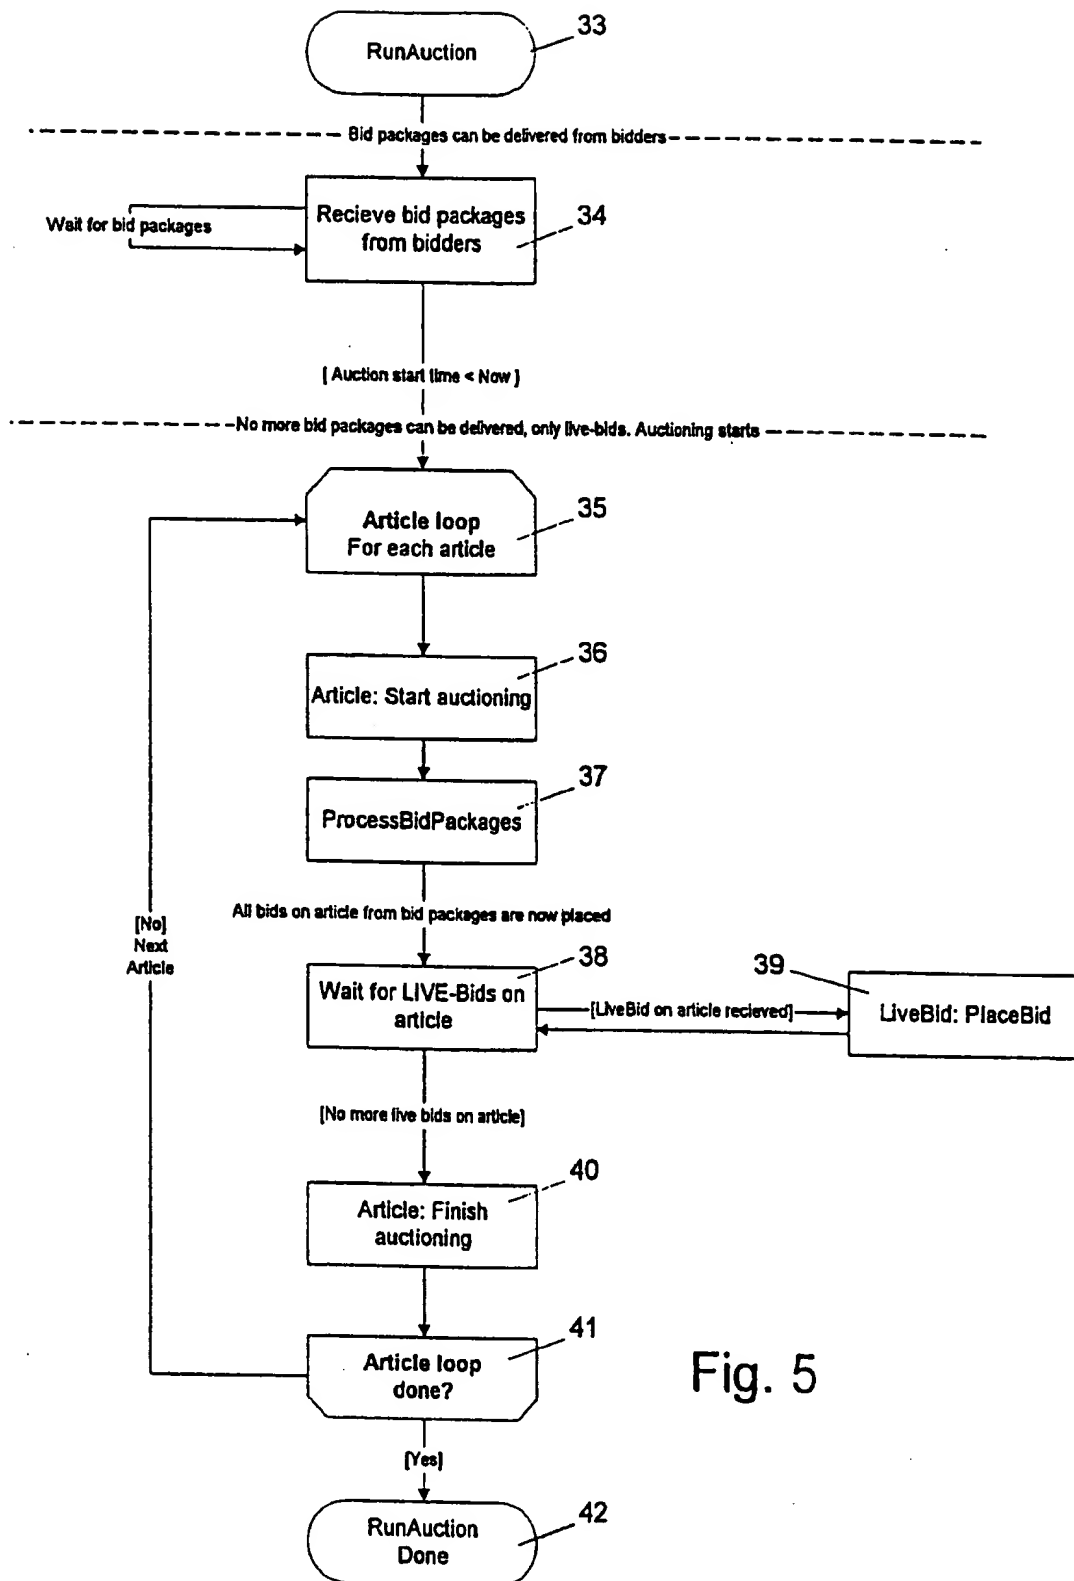 33
RunAuction
Bid packages can be delivered from bidders
34
Recieve bid packages
from bidders
Wait for bid packages
[ Auction start time < Now ]
No more bid packages can be delivered, only live-bids. Auctioning starts
35
Article loop
For each article
36
Article: Start auctioning
37
ProcessBidPackages
All bids on article from bid packages are now placed
[No]
Next
Article
38
Wait for LIVE-Bids on
article
[LiveBid on article recieved]
39
LiveBid: PlaceBid
[No more live bids on article]
40
Article: Finish
auctioning
41
Article loop
done?
Fig. 5
[Yes]
42
RunAuction
Done